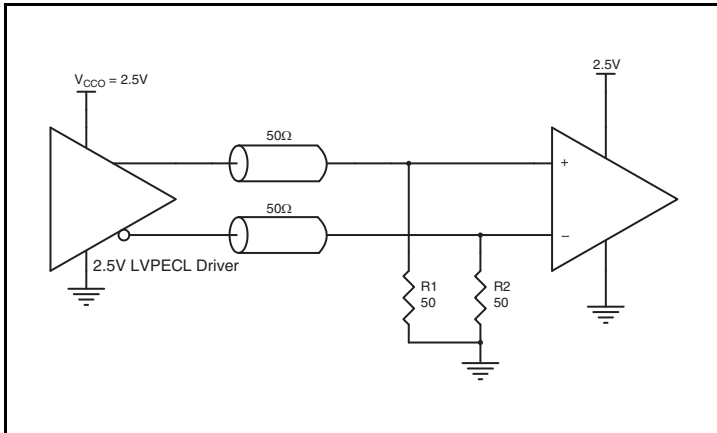 V_CCO = 2.5V
2.5V
50Ω
50Ω
+
–
2.5V LVPECL Driver
R1
50
R2
50